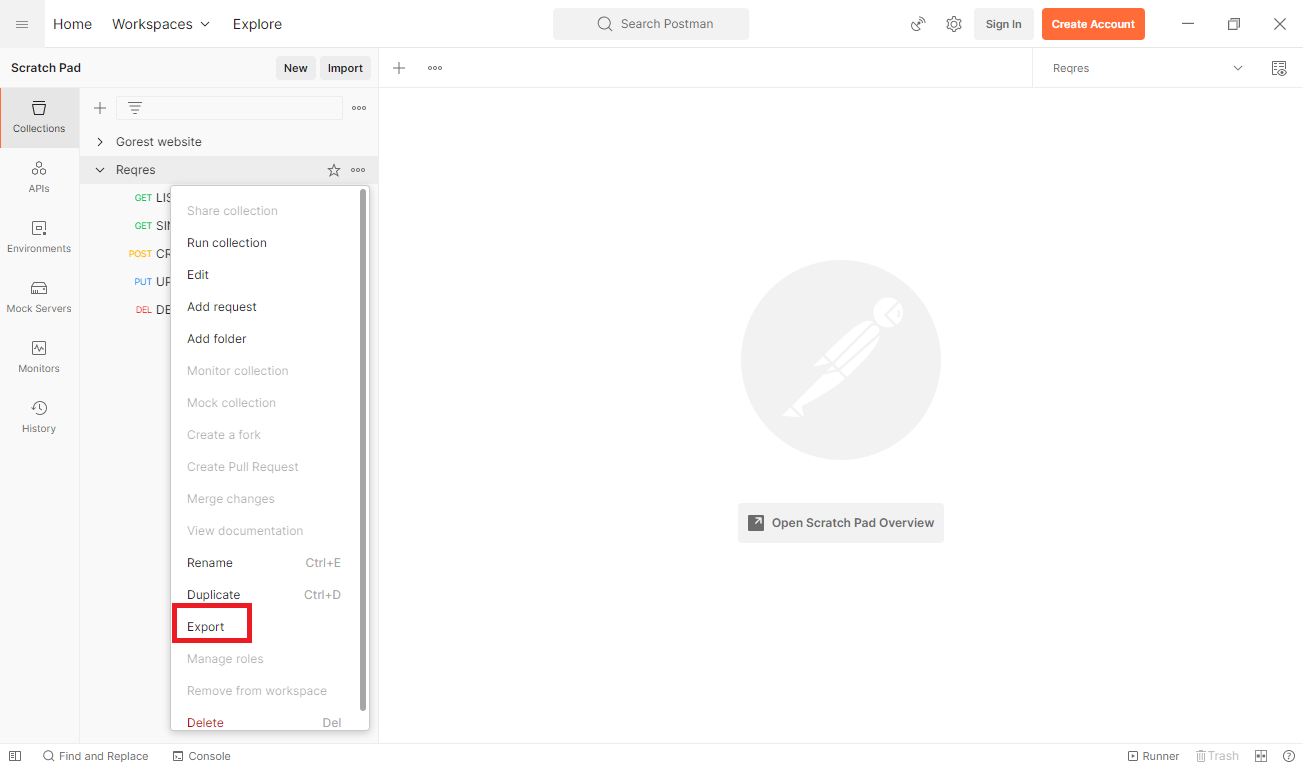 Home Workspaces Explore Search Postman Sign In Create Account
Scratch Pad New Import Reqres
Collections
APIs
Environments
Mock Servers
Monitors
History
Gorest website
Reqres
GET LIS
GET SIN
POST CR
PUT UP
DEL DE
Share collection
Run collection
Edit
Add request
Add folder
Monitor collection
Mock collection
Create a fork
Create Pull Request
Merge changes
View documentation
Rename Ctrl+E
Duplicate Ctrl+D
Export
Manage roles
Remove from workspace
Delete Del
Open Scratch Pad Overview
Find and Replace Console Runner Trash